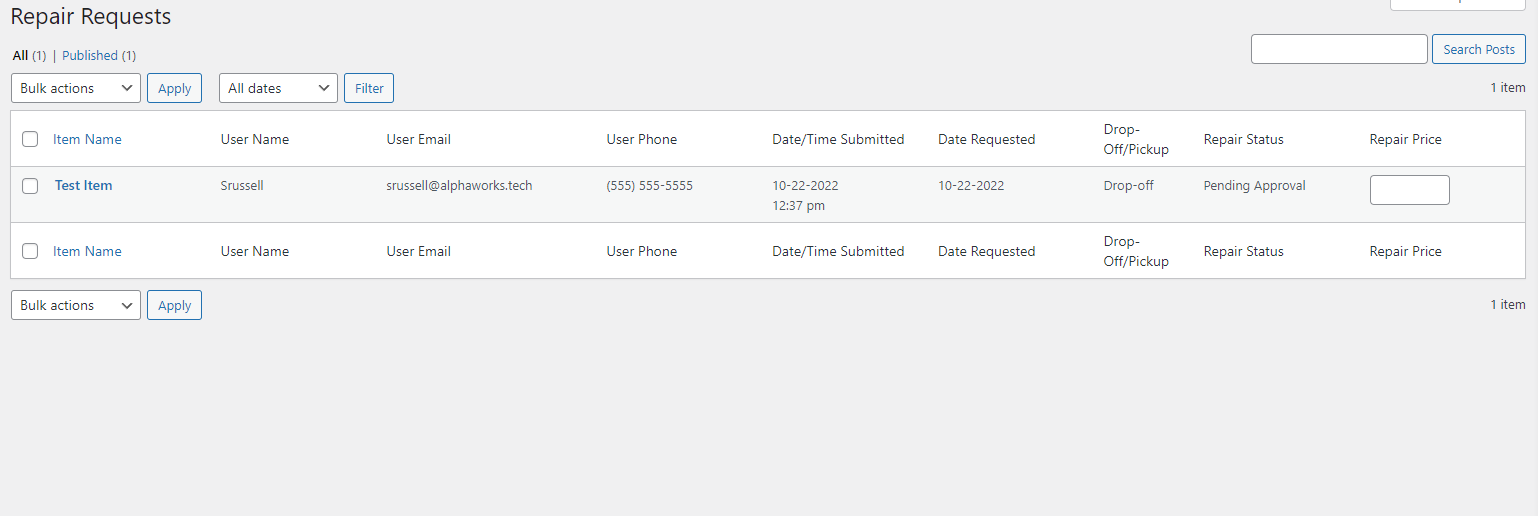 Repair Requests
All (1) | Published (1)
Search Posts
Bulk actions Apply All dates Filter
1 item
Item Name User Name User Email User Phone Date/Time Submitted Date Requested Drop-
Off/Pickup Repair Status Repair Price
Test Item Srussell srussell@alphaworks.tech (555) 555-5555 10-22-2022
12:37 pm 10-22-2022 Drop-off Pending Approval
Item Name User Name User Email User Phone Date/Time Submitted Date Requested Drop-
Off/Pickup Repair Status Repair Price
Bulk actions Apply
1 item